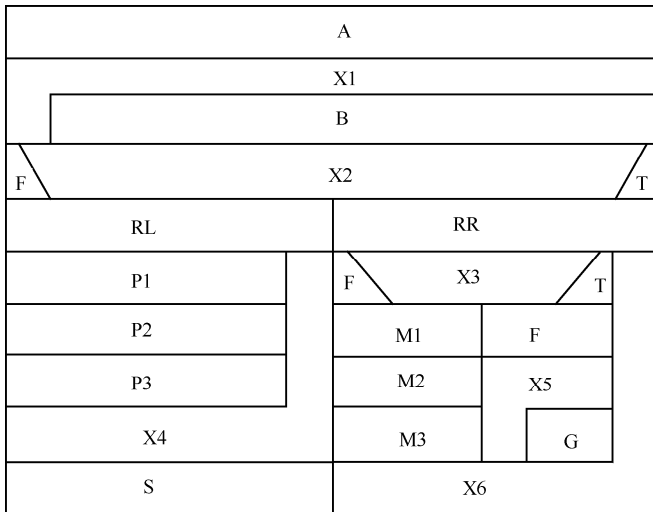 A
X1
B
F X2 T
RL RR
P1 F X3 T
P2 M1 F
P3 M2 X5
X4 M3 G
S X6